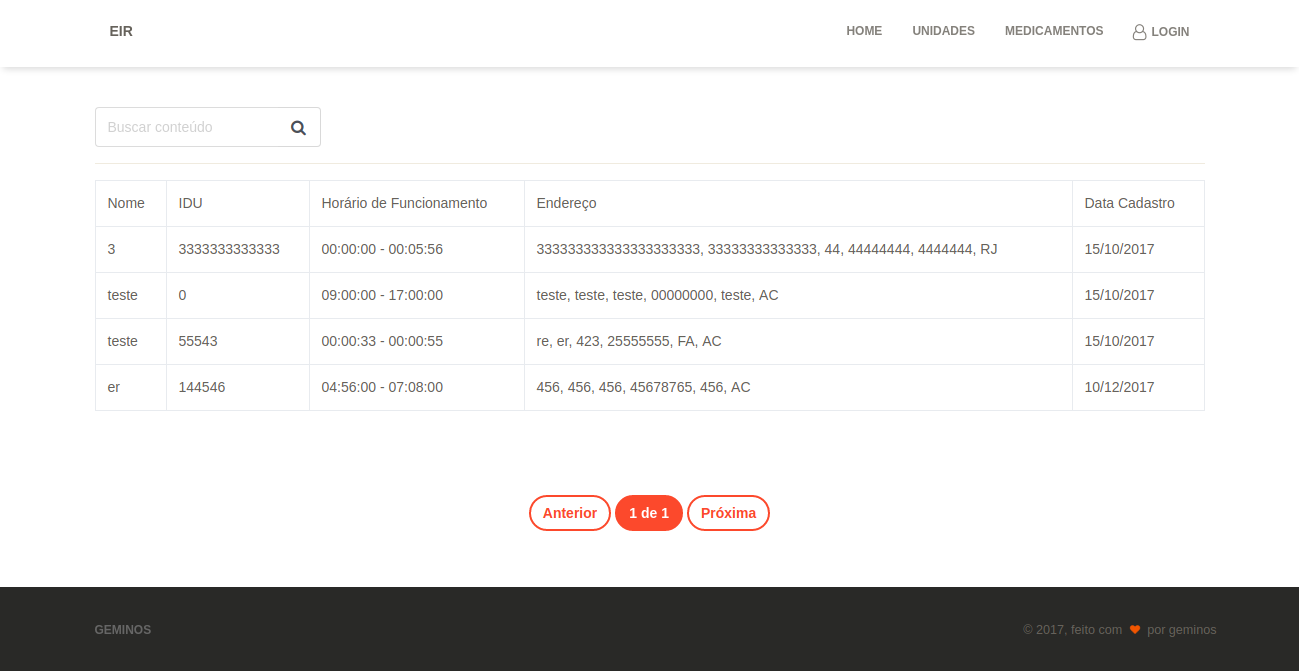 EIR HOME UNIDADES MEDICAMENTOS LOGIN
Buscar conteúdo
Nome IDU Horário de Funcionamento Endereço Data Cadastro
3 3333333333333 00:00:00 - 00:05:56 333333333333333333333, 33333333333333, 44, 44444444, 4444444, RJ 15/10/2017
teste 0 09:00:00 - 17:00:00 teste, teste, teste, 00000000, teste, AC 15/10/2017
teste 55543 00:00:33 - 00:00:55 re, er, 423, 25555555, FA, AC 15/10/2017
er 144546 04:56:00 - 07:08:00 456, 456, 456, 45678765, 456, AC 10/12/2017
Anterior 1 de 1 Próxima
GEMINOS © 2017, feito com ❤ por geminos